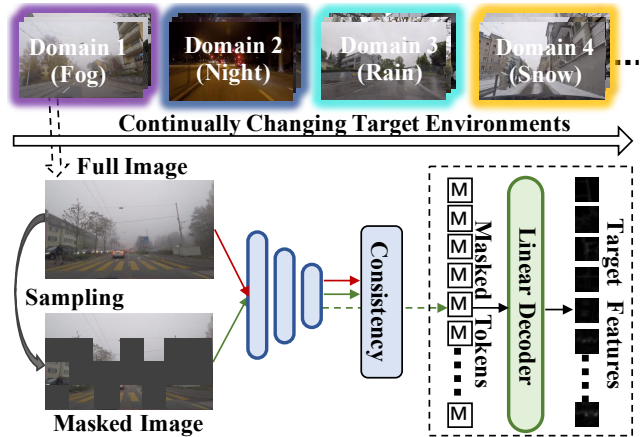 Domain 1
(Fog)
Domain 2
(Night)
Domain 3
(Rain)
Domain 4
(Snow)
Continually Changing Target Environments
Full Image
Sampling
Masked Image
Consistency
M
M
M
M
M
M
M
Masked Tokens
Linear Decoder
Target Features